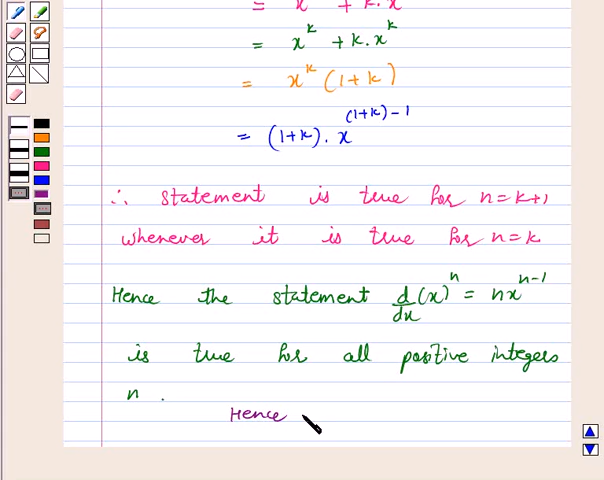 = x + k.x
= x^k + k.x^k
= x^k (1+k)
= (1+k). x^(1+k)-1
∴ statement is true for n=k+1
whenever it is true for n=k
Hence the statement d/dx (x)^n = nx^n-1
is true for all positive integers
n .
Hence